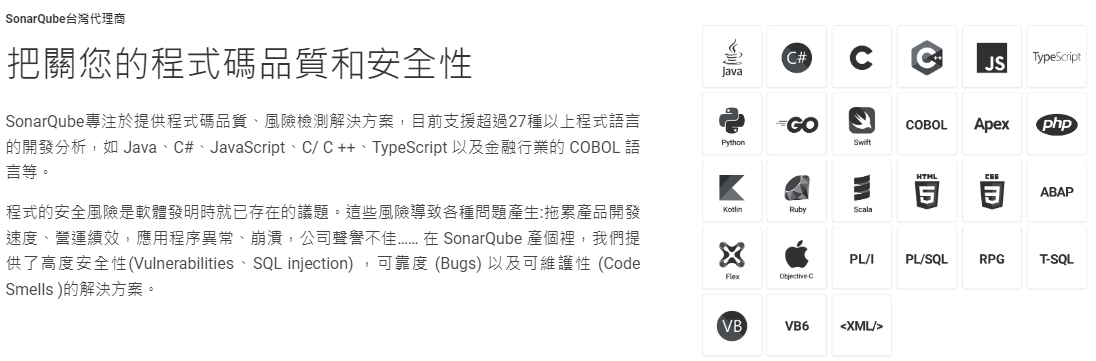 SonarQube台灣代理商
把關您的程式碼品質和安全性
SonarQube專注於提供程式碼品質、風險檢測解決方案，目前支援超過27種以上程式語言
的開發分析，如 Java、C#、JavaScript、C/ C ++、TypeScript 以及金融行業的 COBOL 語
言等。
程式的安全風險是軟體發明時就已存在的議題。這些風險導致各種問題產生:拖累產品開發
速度、營運績效，應用程序異常、崩潰，公司聲譽不佳...... 在 SonarQube 產個裡，我們提
供了高度安全性(Vulnerabilities、SQL injection) ，可靠度 (Bugs) 以及可維護性 (Code
Smells )的解決方案。
Java
C#
C
C++
JS
TypeScript
Python
GO
Swift
COBOL
Apex
php
Kotlin
Ruby
Scala
HTML 5
CSS 3
ABAP
Flex
Objective-C
PL/I
PL/SQL
RPG
T-SQL
VB
VB6
<XML/>